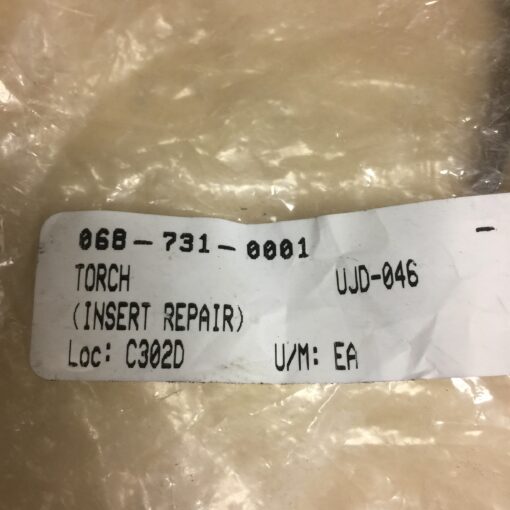 068-731-0001 -
TORCH UJD-046
(INSERT REPAIR)
Loc: C302D U/M: EA